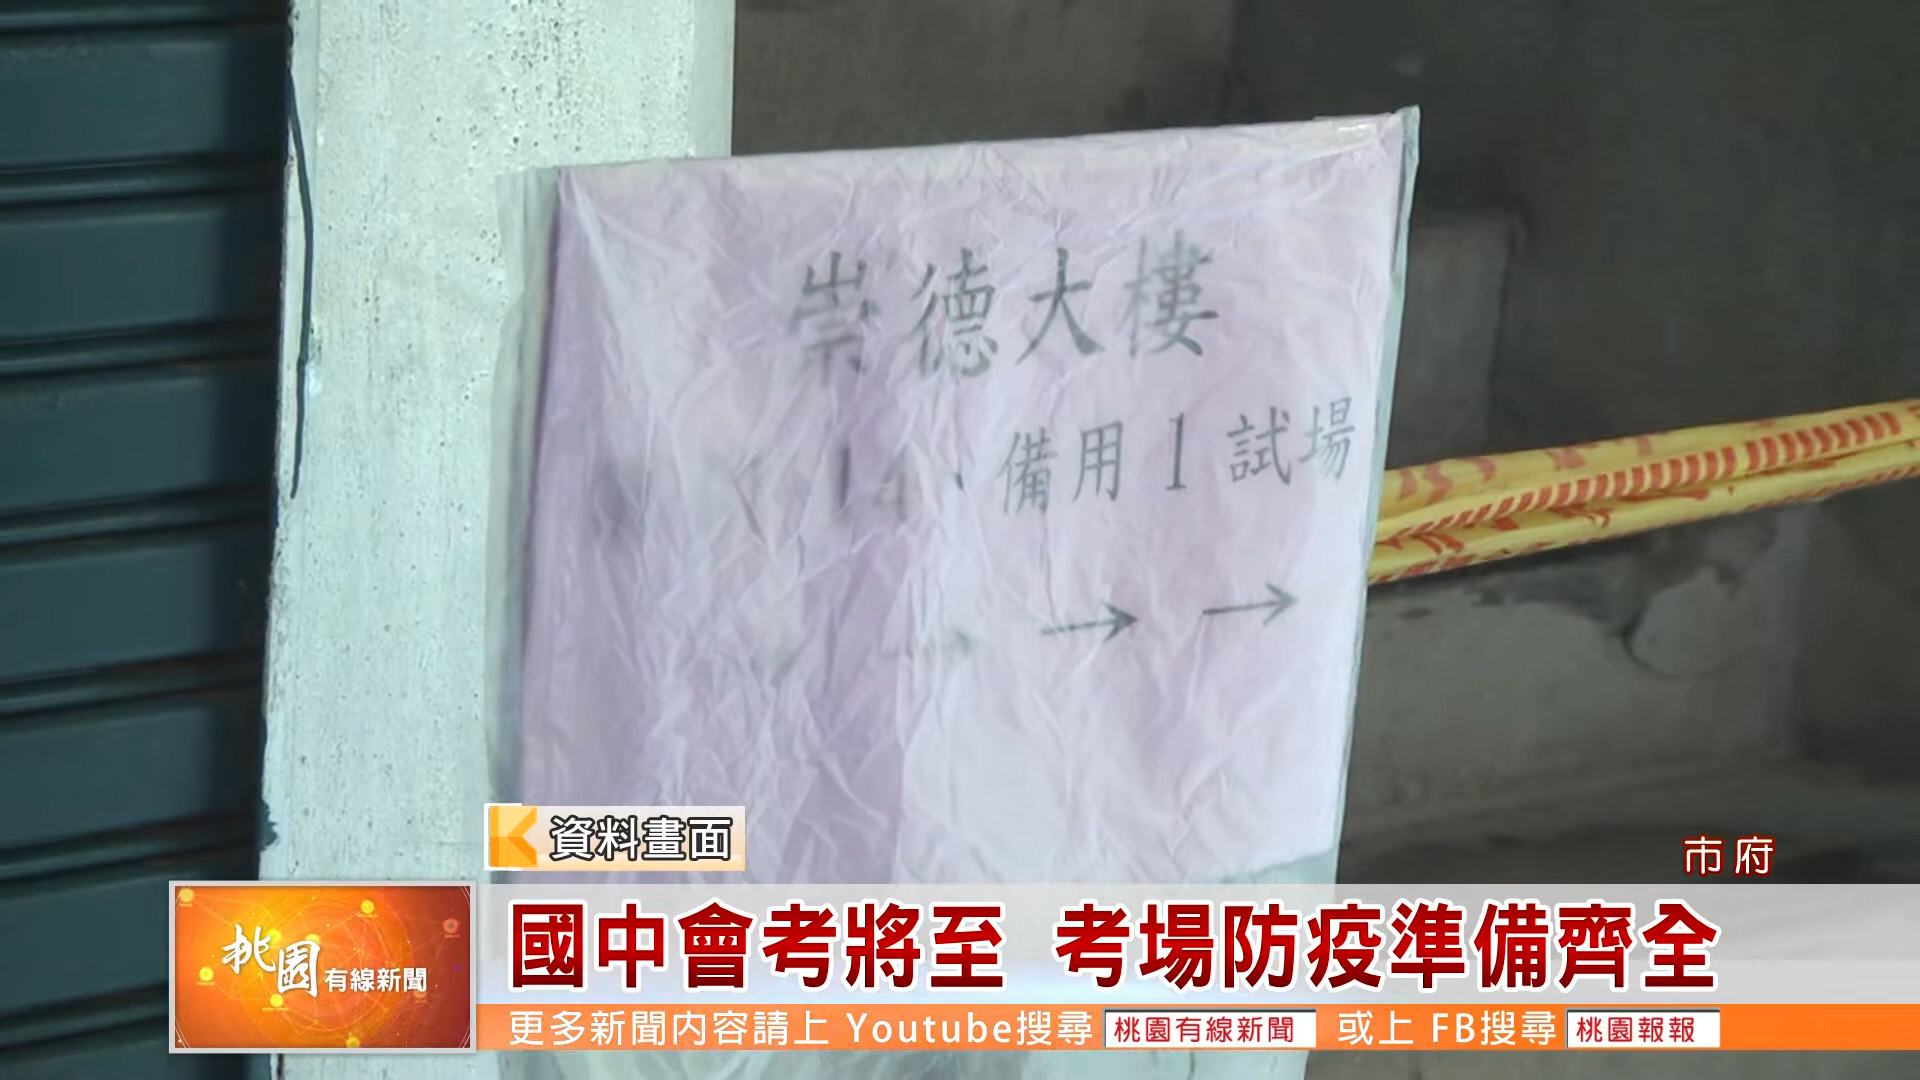 崇德大樓
備用1試場
→ →
資料畫面
市府
桃園有線新聞
國中會考將至 考場防疫準備齊全
更多新聞內容請上 Youtube搜尋 桃園有線新聞 或上 FB搜尋 桃園報報